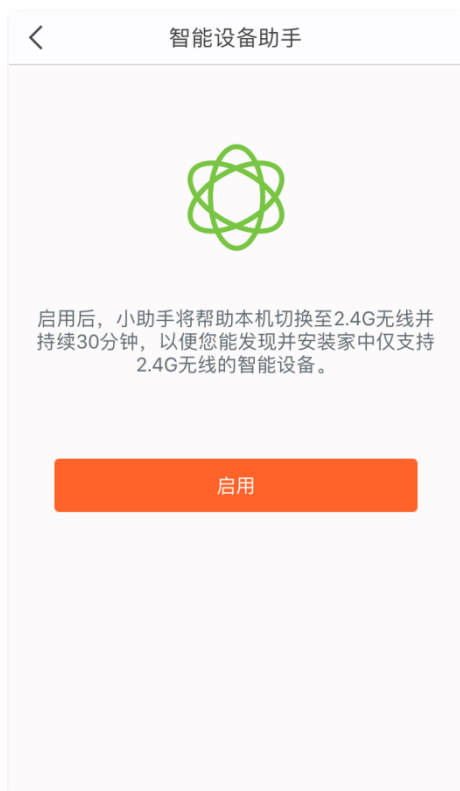 智能设备助手
启用后，小助手将帮助本机切换至2.4G无线并
持续30分钟，以便您能发现并安装家中仅支持
2.4G无线的智能设备。
启用